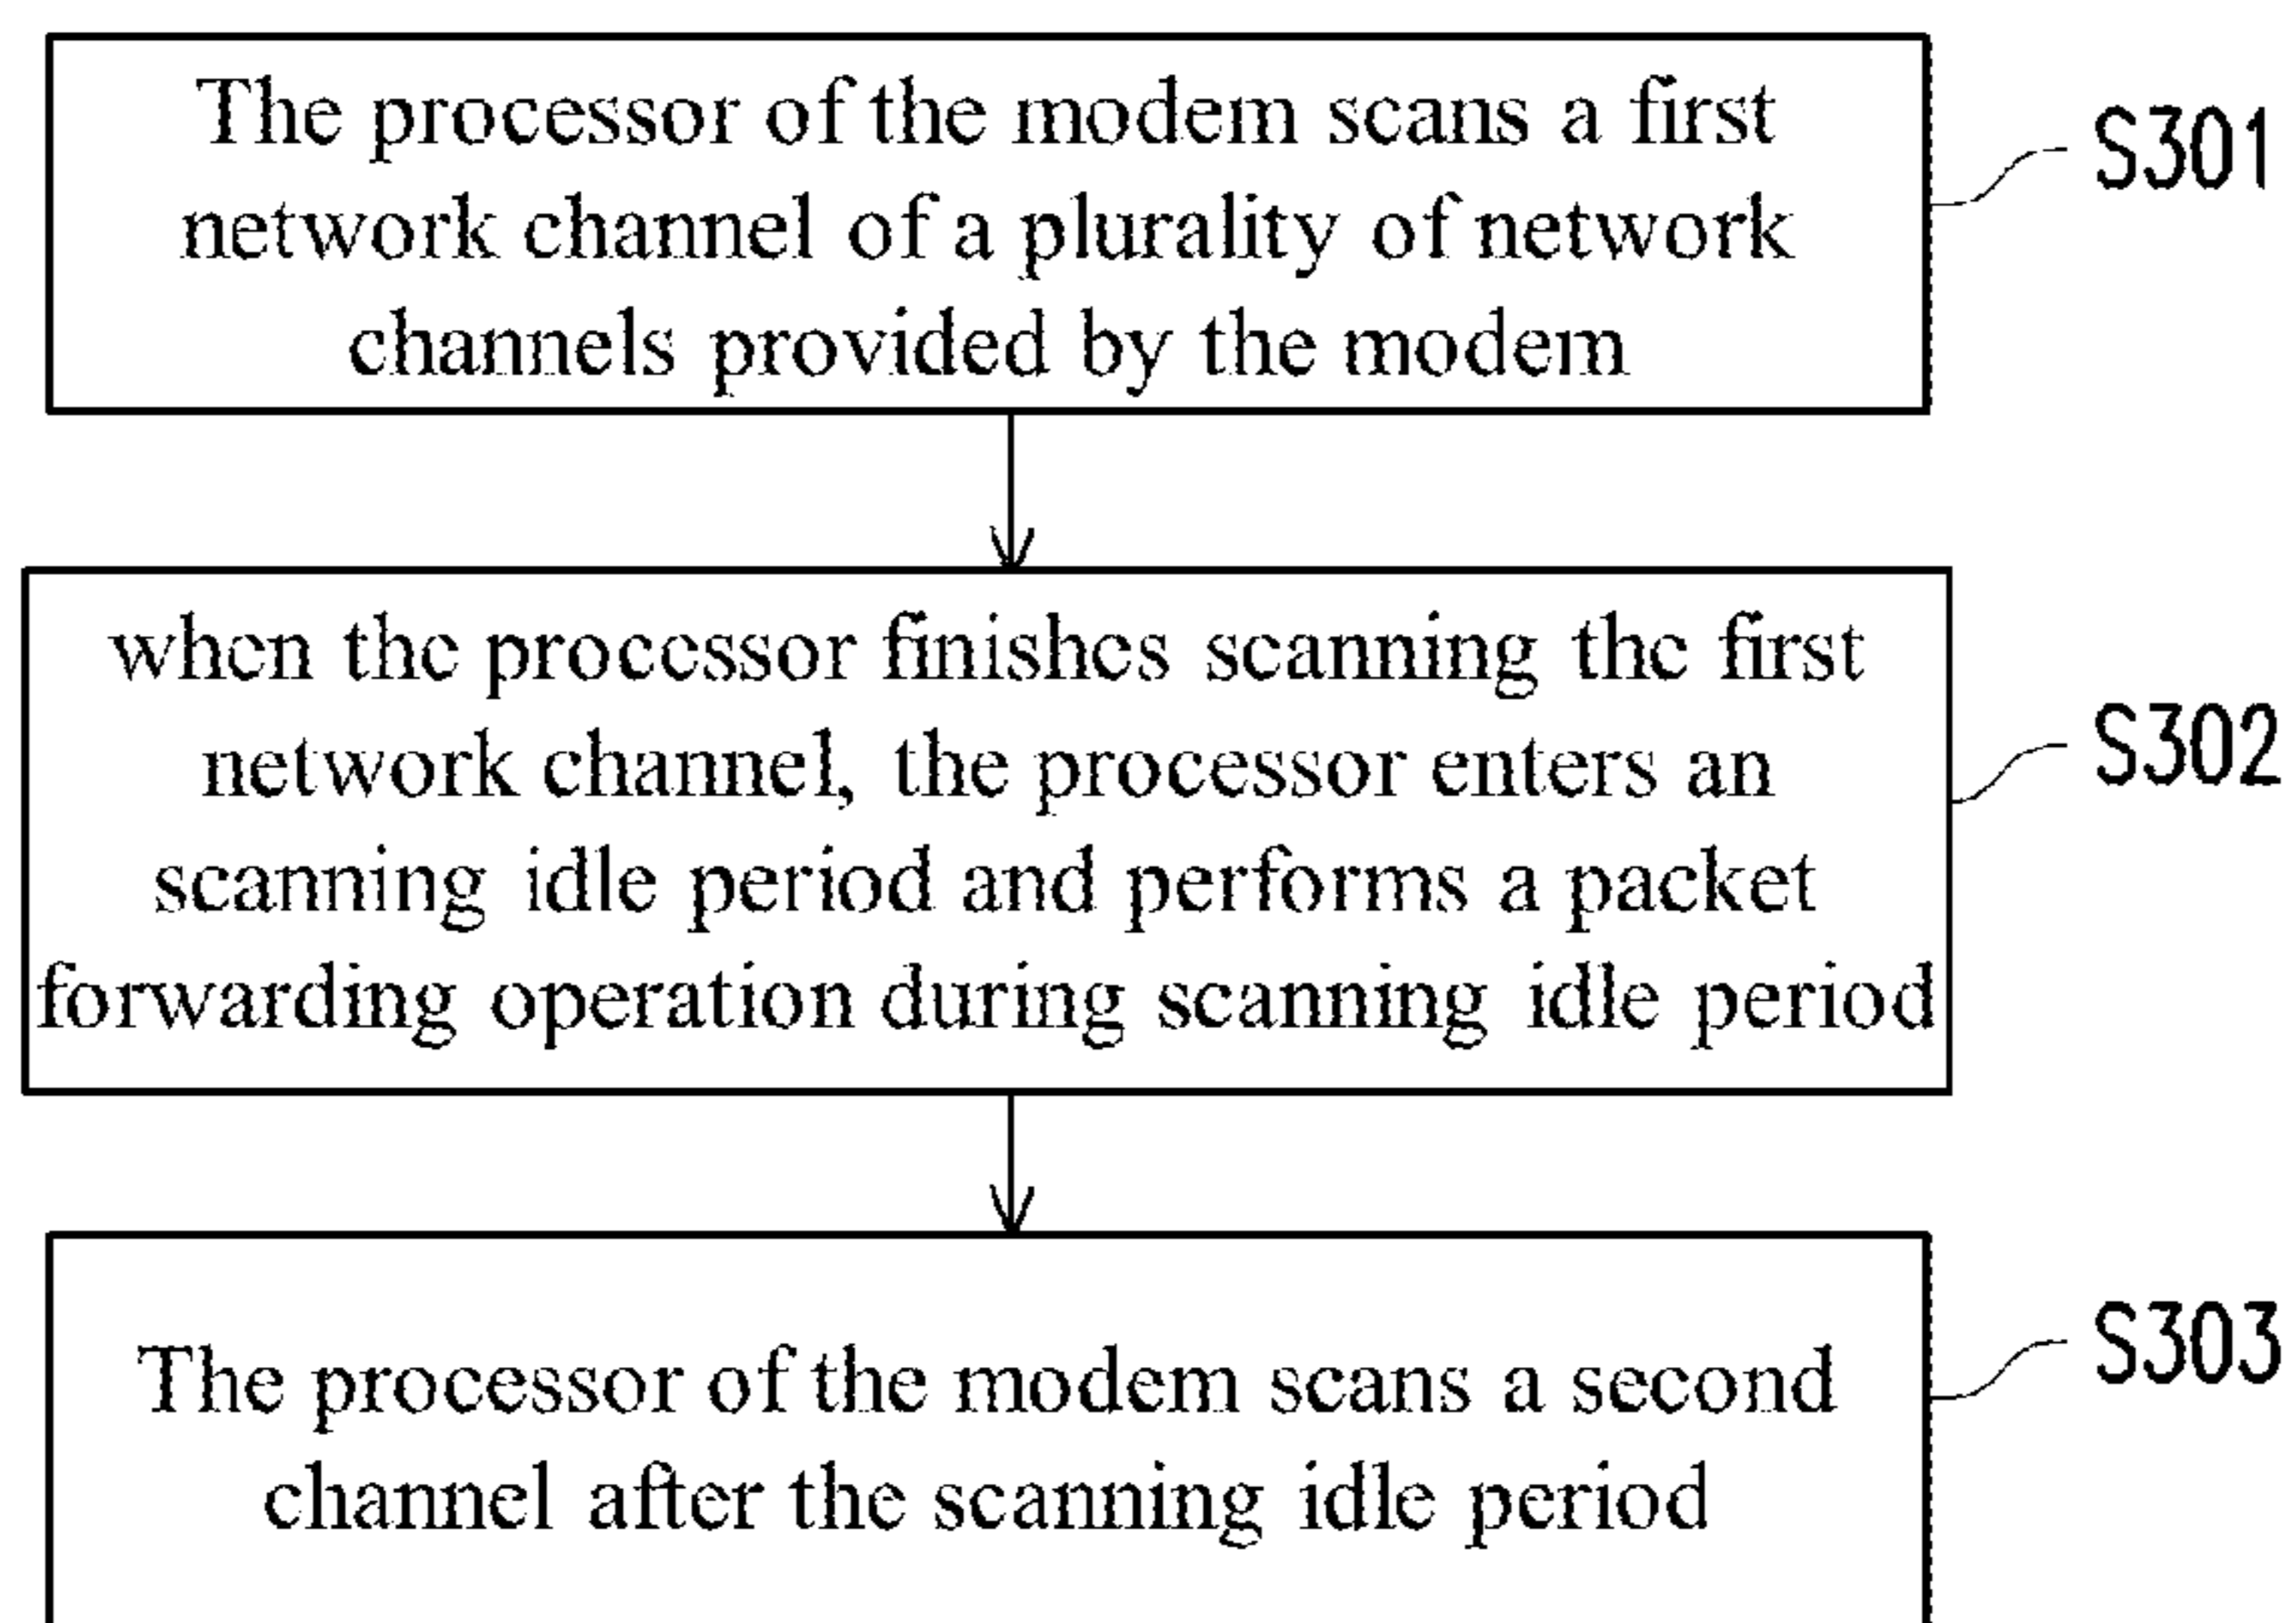 The processor of the modem scans a first
network channel of a plurality of network
channels provided by the modem
S301
when the processor finishes scanning the first
network channel, the processor enters an
scanning idle period and performs a packet
forwarding operation during scanning idle period
S302
The processor of the modem scans a second
channel after the scanning idle period
S303